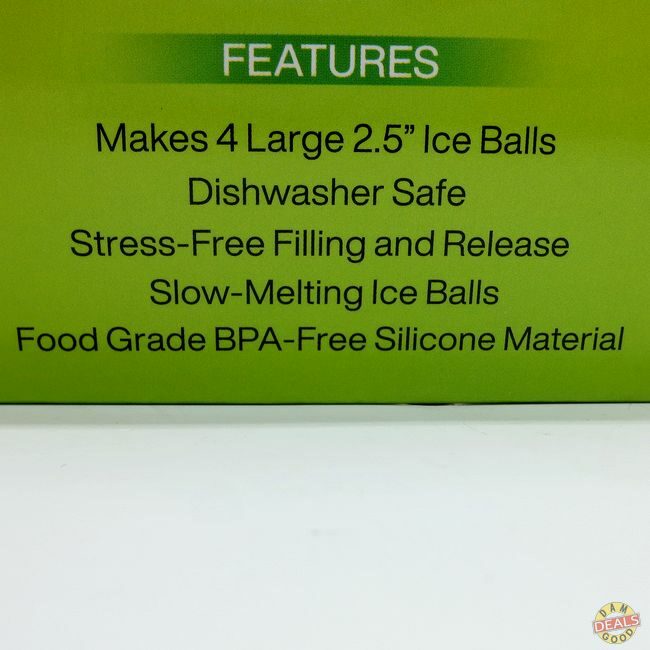 FEATURES
Makes 4 Large 2.5” Ice Balls
Dishwasher Safe
Stress-Free Filling and Release
Slow-Melting Ice Balls
Food Grade BPA-Free Silicone Material
DAM
DEALS
GOOD